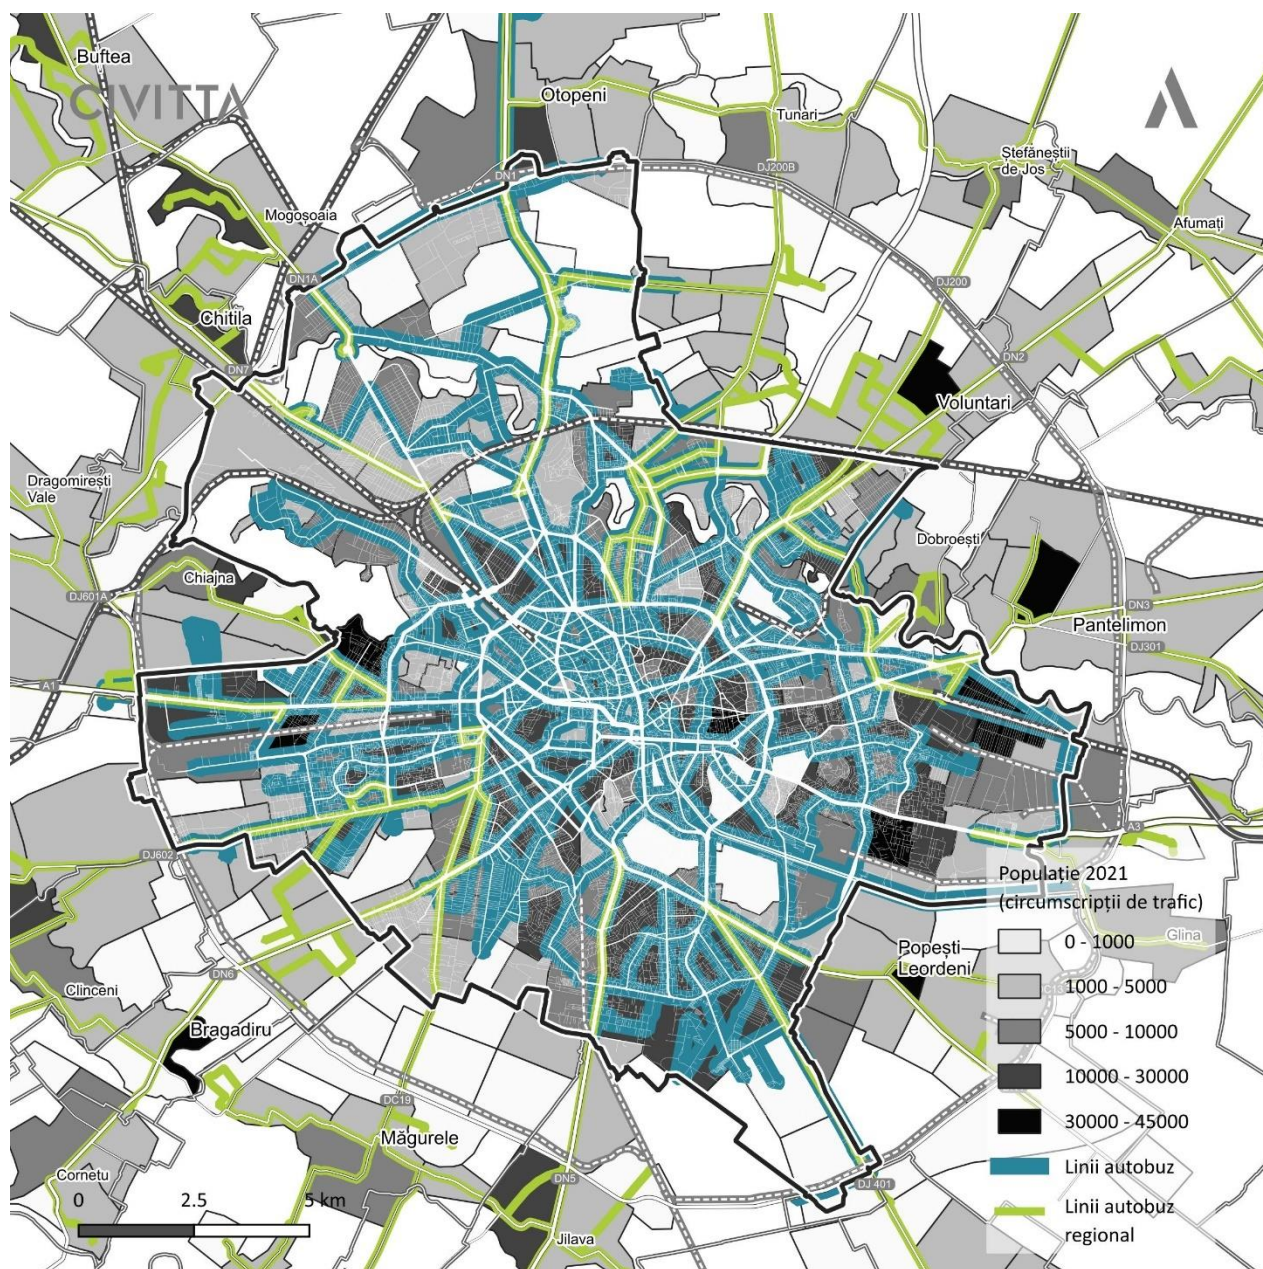 Buftea
CIVITTA
Otopeni
Tunari
Ștefăneștii
de Jos
DN1
DJ200B
Mogoșoaia
Afumați
DN1A
DJ200
Chitila
DN2
DN7
Voluntari
Dragomirești
Vale
Dobroești
Chiajna
DJ601A
DN3
Pantelimon
DJ301
A1
A3
DJ602
Populație 2021
(circumscripții de trafic)
Glina
0 - 1000
Popești
Leordeni
DN6
1000 - 5000
Clinceni
Bragadiru
5000 - 10000
10000 - 30000
DC19
30000 - 45000
Măgurele
Linii autobuz
Cornetu
DN5
DJ 401
0 2.5 5 km
Linii autobuz
regional
Jilava